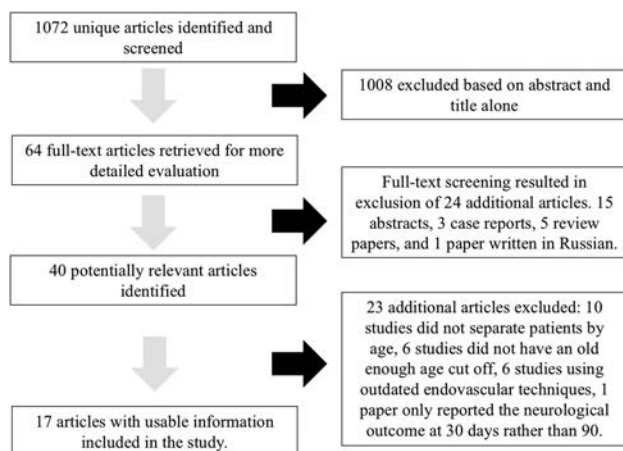 1072 unique articles identified and
screened
1008 excluded based on abstract and
title alone
64 full-text articles retrieved for more
detailed evaluation
Full-text screening resulted in
exclusion of 24 additional articles. 15
abstracts, 3 case reports, 5 review
papers, and 1 paper written in Russian.
40 potentially relevant articles
identified
23 additional articles excluded: 10
studies did not separate patients by
age, 6 studies did not have an old
enough age cut off, 6 studies using
outdated endovascular techniques, 1
paper only reported the neurological
outcome at 30 days rather than 90.
17 articles with usable information
included in the study.